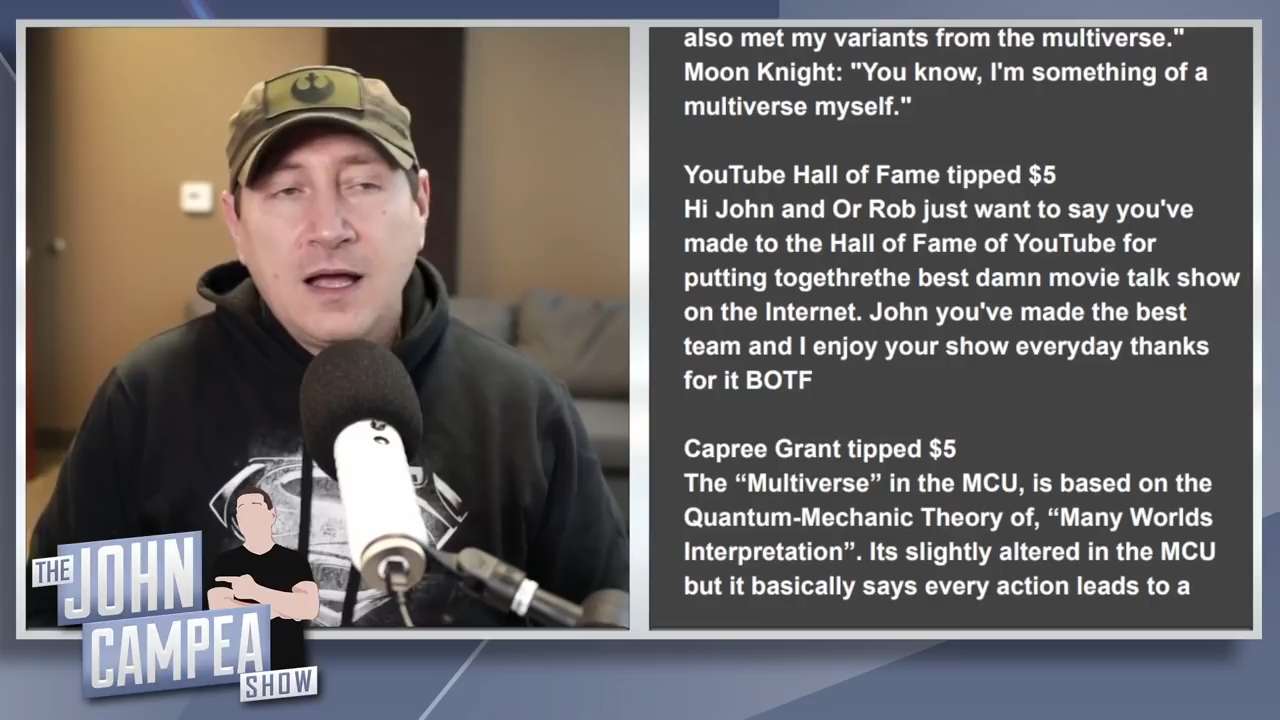 also met my variants from the multiverse."
Moon Knight: "You know, I'm something of a
multiverse myself."
YouTube Hall of Fame tipped $5
Hi John and Or Rob just want to say you've
made to the Hall of Fame of YouTube for
putting togethrethe best damn movie talk show
on the Internet. John you've made the best
team and I enjoy your show everyday thanks
for it BOTF
Capree Grant tipped $5
The “Multiverse” in the MCU, is based on the
Quantum-Mechanic Theory of, “Many Worlds
Interpretation”. Its slightly altered in the MCU
but it basically says every action leads to a
THE
JOHN
CAMPEA
SHOW